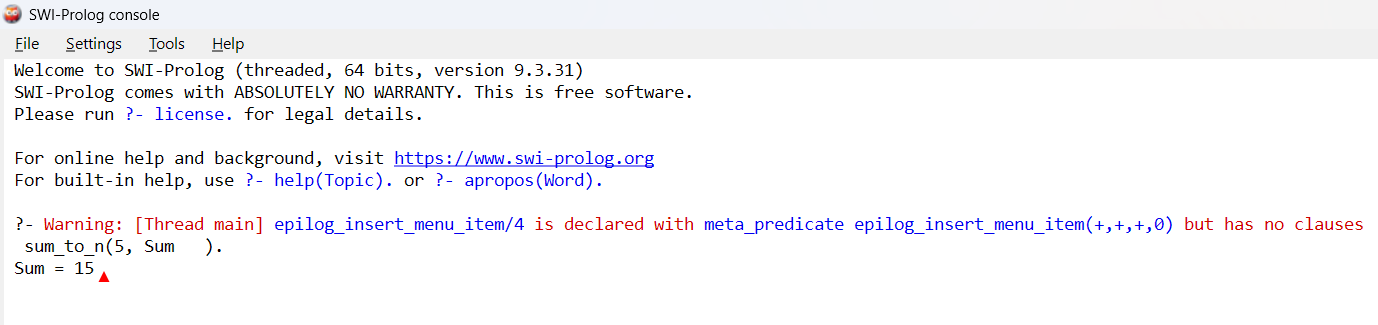 SWI-Prolog console
File Settings Tools Help
Welcome to SWI-Prolog (threaded, 64 bits, version 9.3.31)
SWI-Prolog comes with ABSOLUTELY NO WARRANTY. This is free software.
Please run ?- license. for legal details.
For online help and background, visit https://www.swi-prolog.org
For built-in help, use ?- help(Topic). or ?- apropos(Word).
?- Warning: [Thread main] epilog_insert_menu_item/4 is declared with meta_predicate epilog_insert_menu_item(+,+,+,0) but has no clauses
sum_to_n(5, Sum   ).
Sum = 15